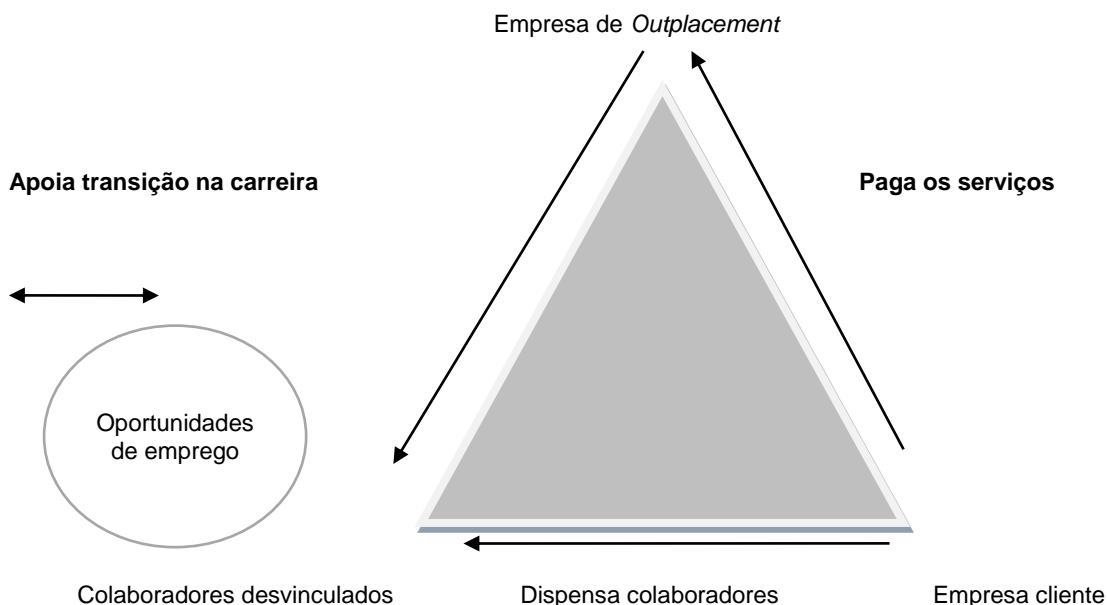 Empresa de Outplacement
Apoia transição na carreira
Paga os serviços
Oportunidades
de emprego
Colaboradores desvinculados
Dispensa colaboradores
Empresa cliente